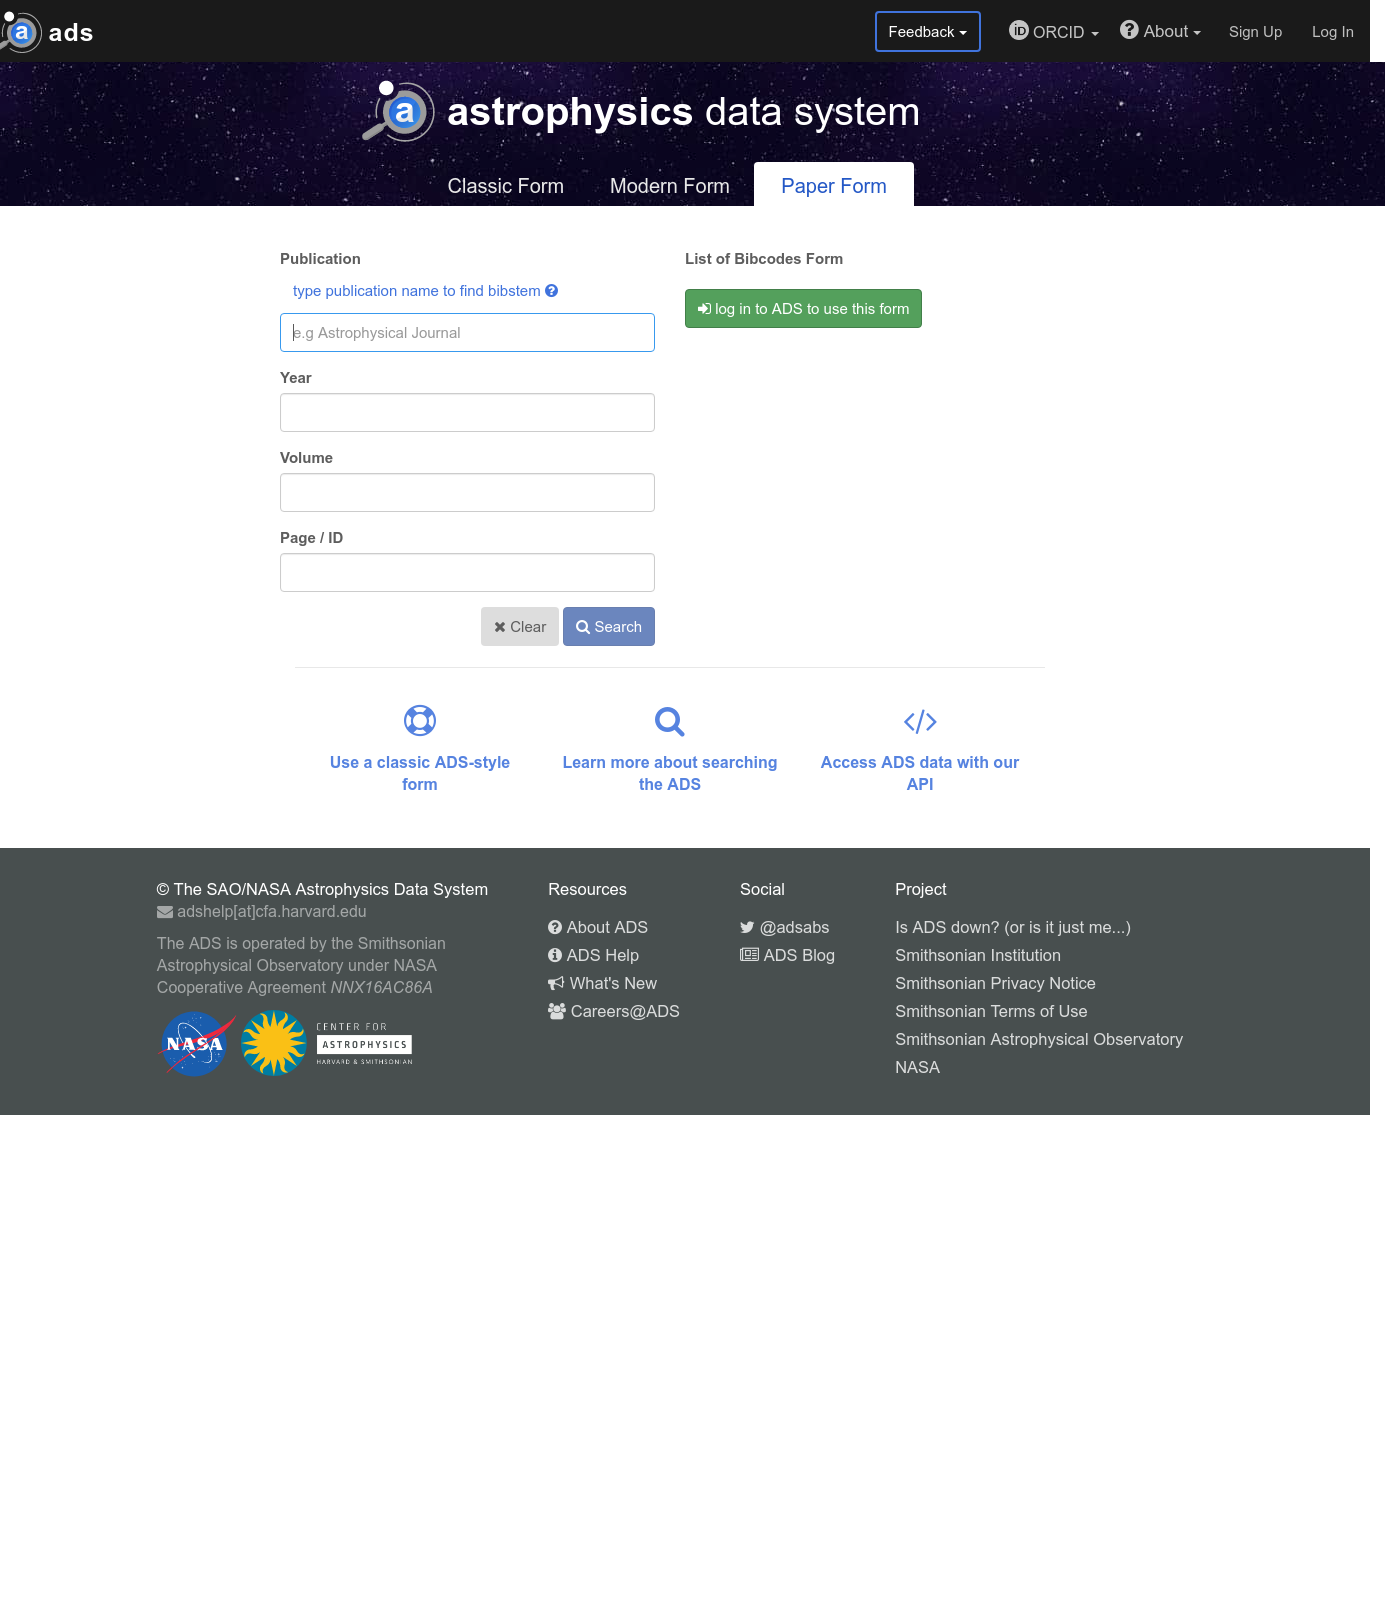 ads
Feedback
ORCID
About
Sign Up
Log In
astrophysics data system
Classic Form
Modern Form
Paper Form
Publication
type publication name to find bibstem
e.g Astrophysical Journal
Year
Volume
Page / ID
Clear
Search
List of Bibcodes Form
log in to ADS to use this form
Use a classic ADS-style
form
Learn more about searching
the ADS
Access ADS data with our
API
© The SAO/NASA Astrophysics Data System
adshelp[at]cfa.harvard.edu
The ADS is operated by the Smithsonian
Astrophysical Observatory under NASA
Cooperative Agreement NNX16AC86A
NASA
CENTER FOR
ASTROPHYSICS
HARVARD & SMITHSONIAN
Resources
About ADS
ADS Help
What's New
Careers@ADS
Social
@adsabs
ADS Blog
Project
Is ADS down? (or is it just me...)
Smithsonian Institution
Smithsonian Privacy Notice
Smithsonian Terms of Use
Smithsonian Astrophysical Observatory
NASA